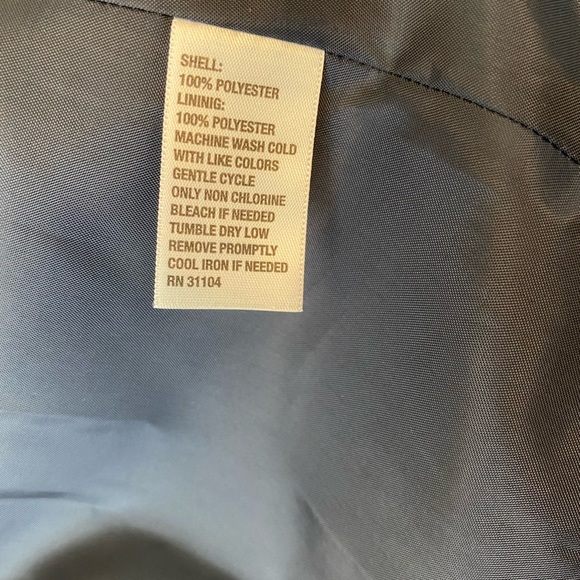 SHELL:
100% POLYESTER
LININIG:
100% POLYESTER
MACHINE WASH COLD
WITH LIKE COLORS
GENTLE CYCLE
ONLY NON CHLORINE
BLEACH IF NEEDED
TUMBLE DRY LOW
REMOVE PROMPTLY
COOL IRON IF NEEDED
RN 31104